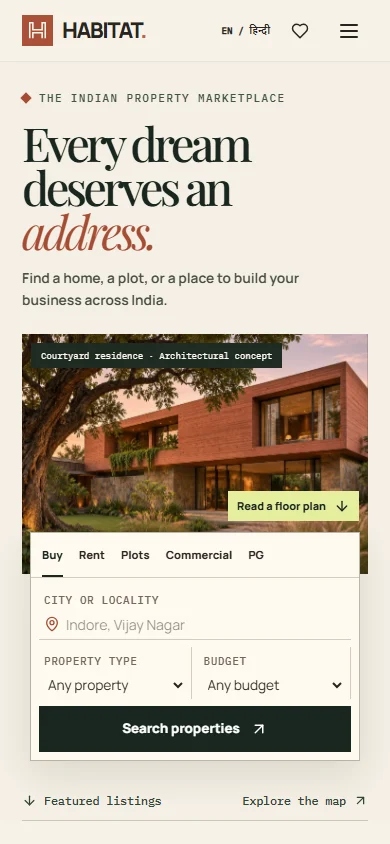 HABITAT.
EN / हिन्दी
THE INDIAN PROPERTY MARKETPLACE
Every dream
deserves an
address.
Find a home, a plot, or a place to build your
business across India.
Courtyard residence · Architectural concept
Read a floor plan ↓
Buy Rent Plots Commercial PG
CITY OR LOCALITY
Indore, Vijay Nagar
PROPERTY TYPE BUDGET
Any property Any budget
Search properties ↗
↓ Featured listings Explore the map ↗